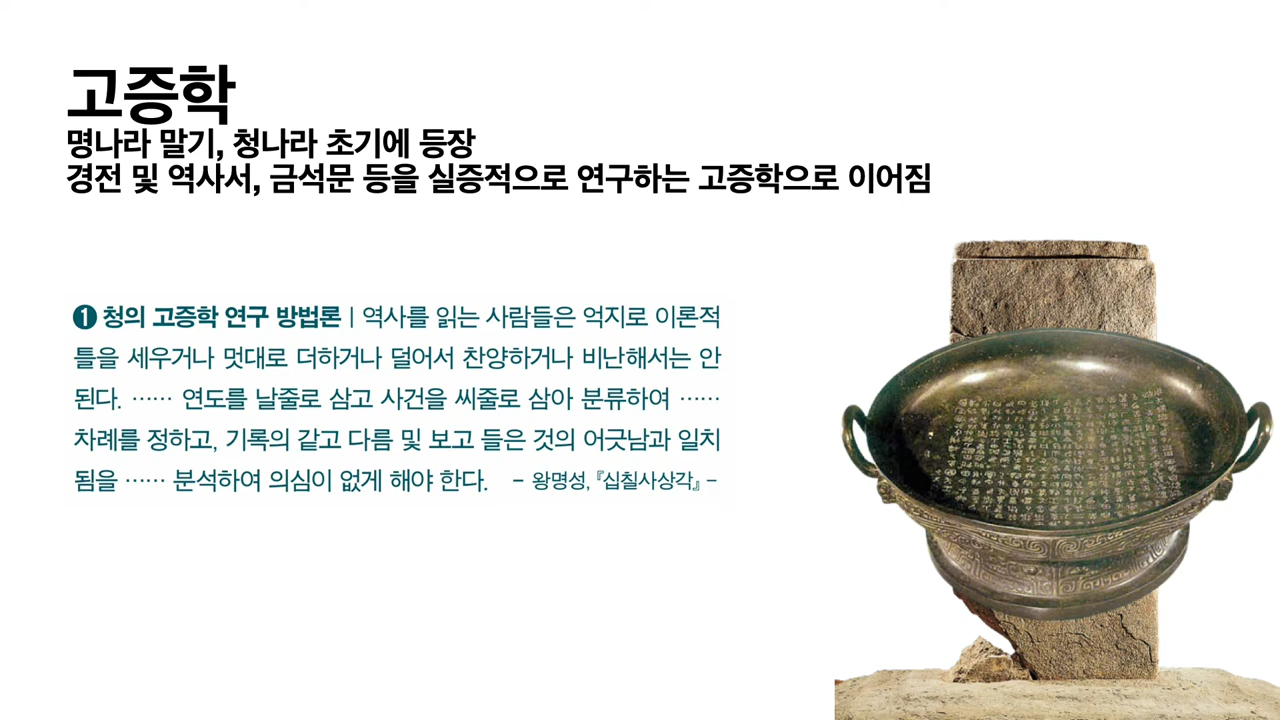 고증학
명나라 말기, 청나라 초기에 등장
경전 및 역사서, 금석문 등을 실증적으로 연구하는 고증학으로 이어짐
❶ 청의 고증학 연구 방법론 | 역사를 읽는 사람들은 억지로 이론적
틀을 세우거나 멋대로 더하거나 덜어서 찬양하거나 비난해서는 안
된다. …… 연도를 날줄로 삼고 사건을 씨줄로 삼아 분류하여 ……
차례를 정하고, 기록의 같고 다름 및 보고 들은 것의 어긋남과 일치
됨을 …… 분석하여 의심이 없게 해야 한다. – 왕명성, 『십칠사상각』 –